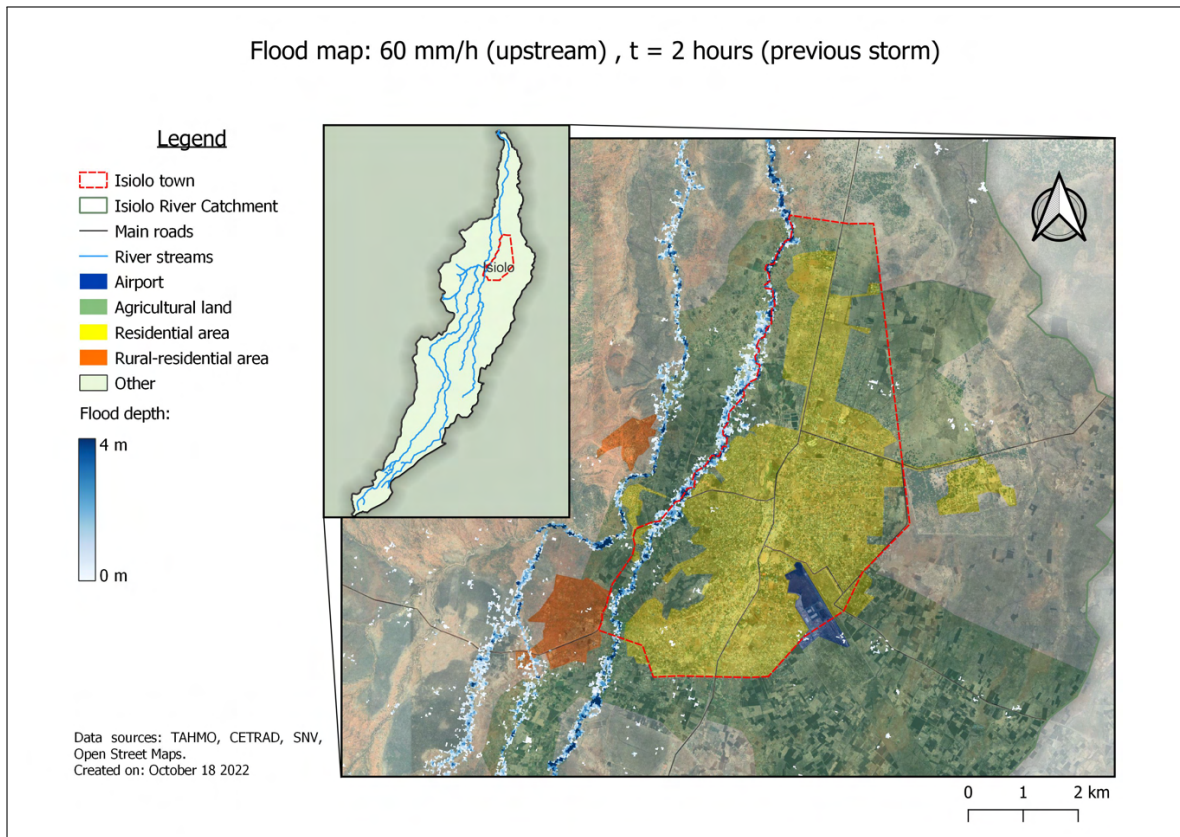 Flood map: 60 mm/h (upstream) , t = 2 hours (previous storm)
Legend
Isiolo town
Isiolo River Catchment
Main roads
River streams
Airport
Agricultural land
Residential area
Rural-residential area
Other
Flood depth:
4 m
0 m
Isiolo
Data sources: TAHMO, CETRAD, SNV,
Open Street Maps.
Created on: October 18 2022
0 1 2 km